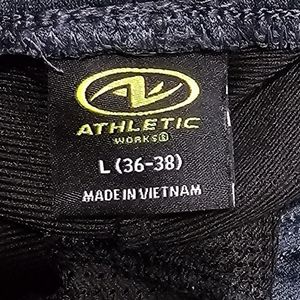 ATHLETIC
WORKS®
L (36-38)
MADE IN VIETNAM